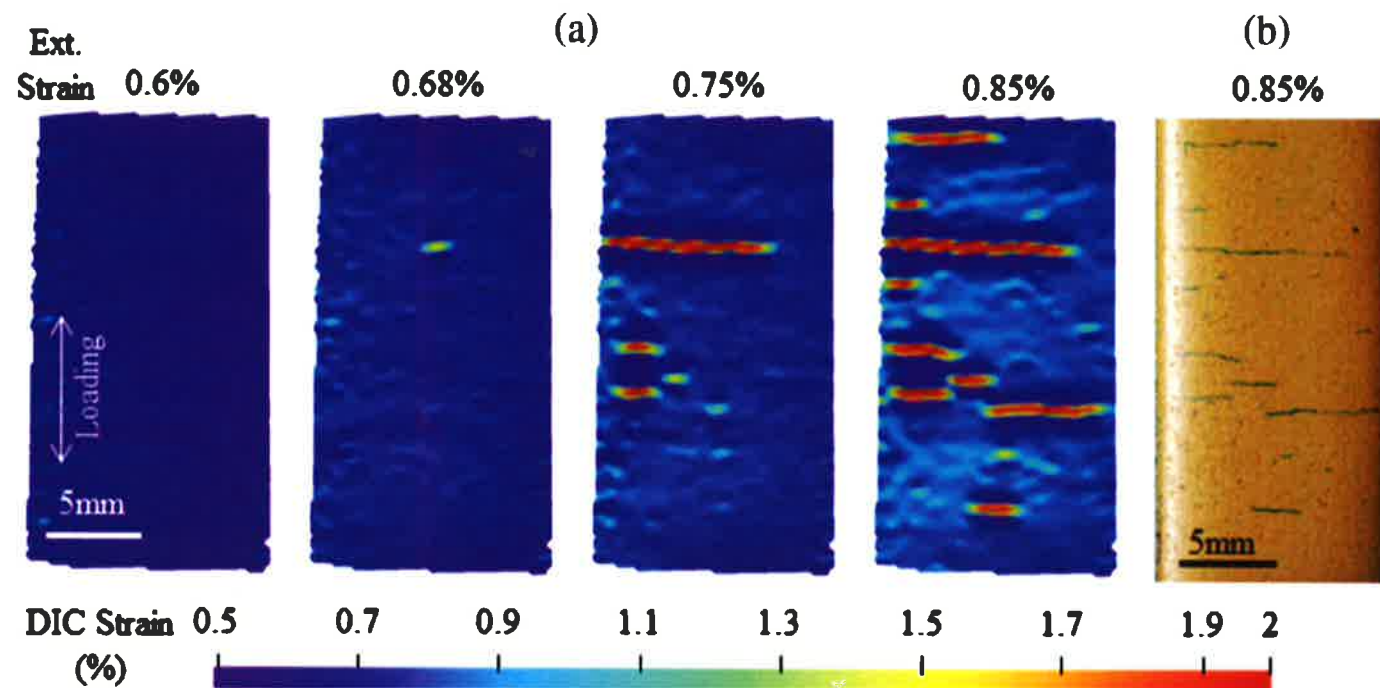 (a) (b)
Ext.
Strain 0.6% 0.68% 0.75% 0.85% 0.85%
Loading
5mm
5mm
DIC Strain 0.5 0.7 0.9 1.1 1.3 1.5 1.7 1.9 2
(%)